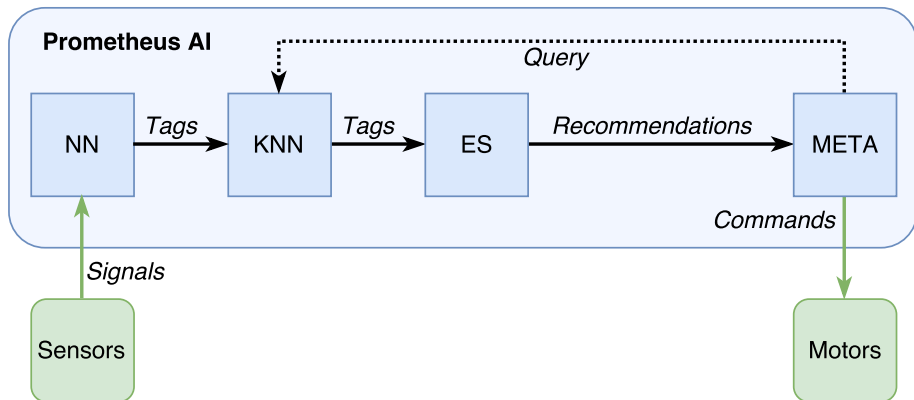 Prometheus AI
Query
NN
Tags
KNN
Tags
ES
Recommendations
META
Commands
Signals
Sensors
Motors